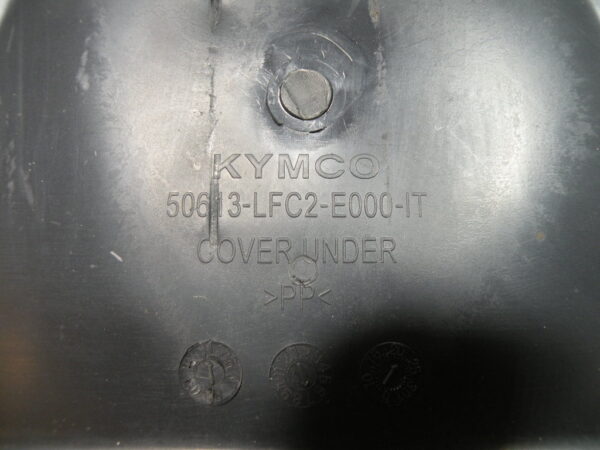 KYMCO
50613-LFC2-E000-IT
COVER UNDER
>PP<